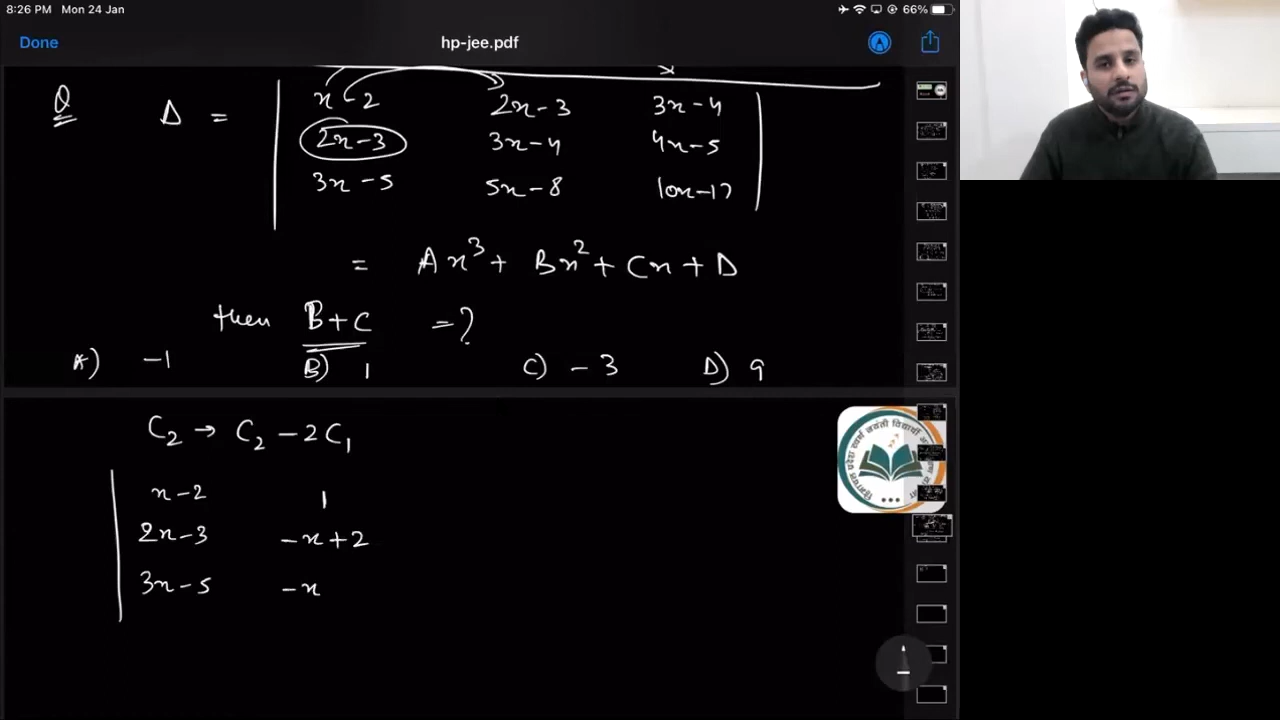 8:26 PM Mon 24 Jan 66%
Done hp-jee.pdf
Q Δ = | x-2 2x-3 3x-4 |
2x-3 3x-4 4x-5
3x-5 5x-8 10x-17
= Ax³ + Bx² + Cx + D
then B+C = ?
A) -1 B) 1 C) -3 D) 9
C₂ → C₂ - 2C₁
x-2 1
2x-3 -x+2
3x-5 -x